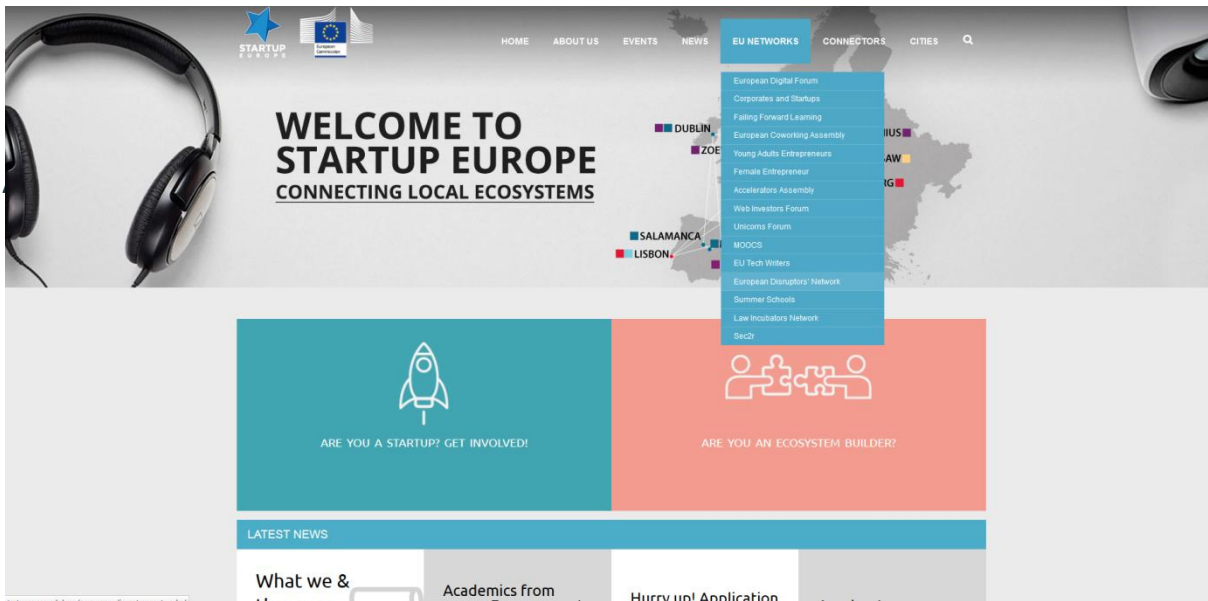 STARTUP
EUROPE
European
Commission
HOME ABOUT US EVENTS NEWS EU NETWORKS CONNECTORS CITIES
European Digital Forum
Corporates and Startups
Failing Forward Learning
European Coworking Assembly
Young Adults Entrepreneurs
Female Entrepreneur
Accelerators Assembly
Web Investors Forum
Unicorns Forum
MOOCS
EU Tech Writers
European Disruptors' Network
Summer Schools
Law Incubators Network
Sec2r
WELCOME TO
STARTUP EUROPE
CONNECTING LOCAL ECOSYSTEMS
DUBLIN
ZOE
IUS
AW
RG
SALAMANCA
LISBON
ARE YOU A STARTUP? GET INVOLVED!
ARE YOU AN ECOSYSTEM BUILDER?
LATEST NEWS
What we &
Academics from
Hurry up! Application